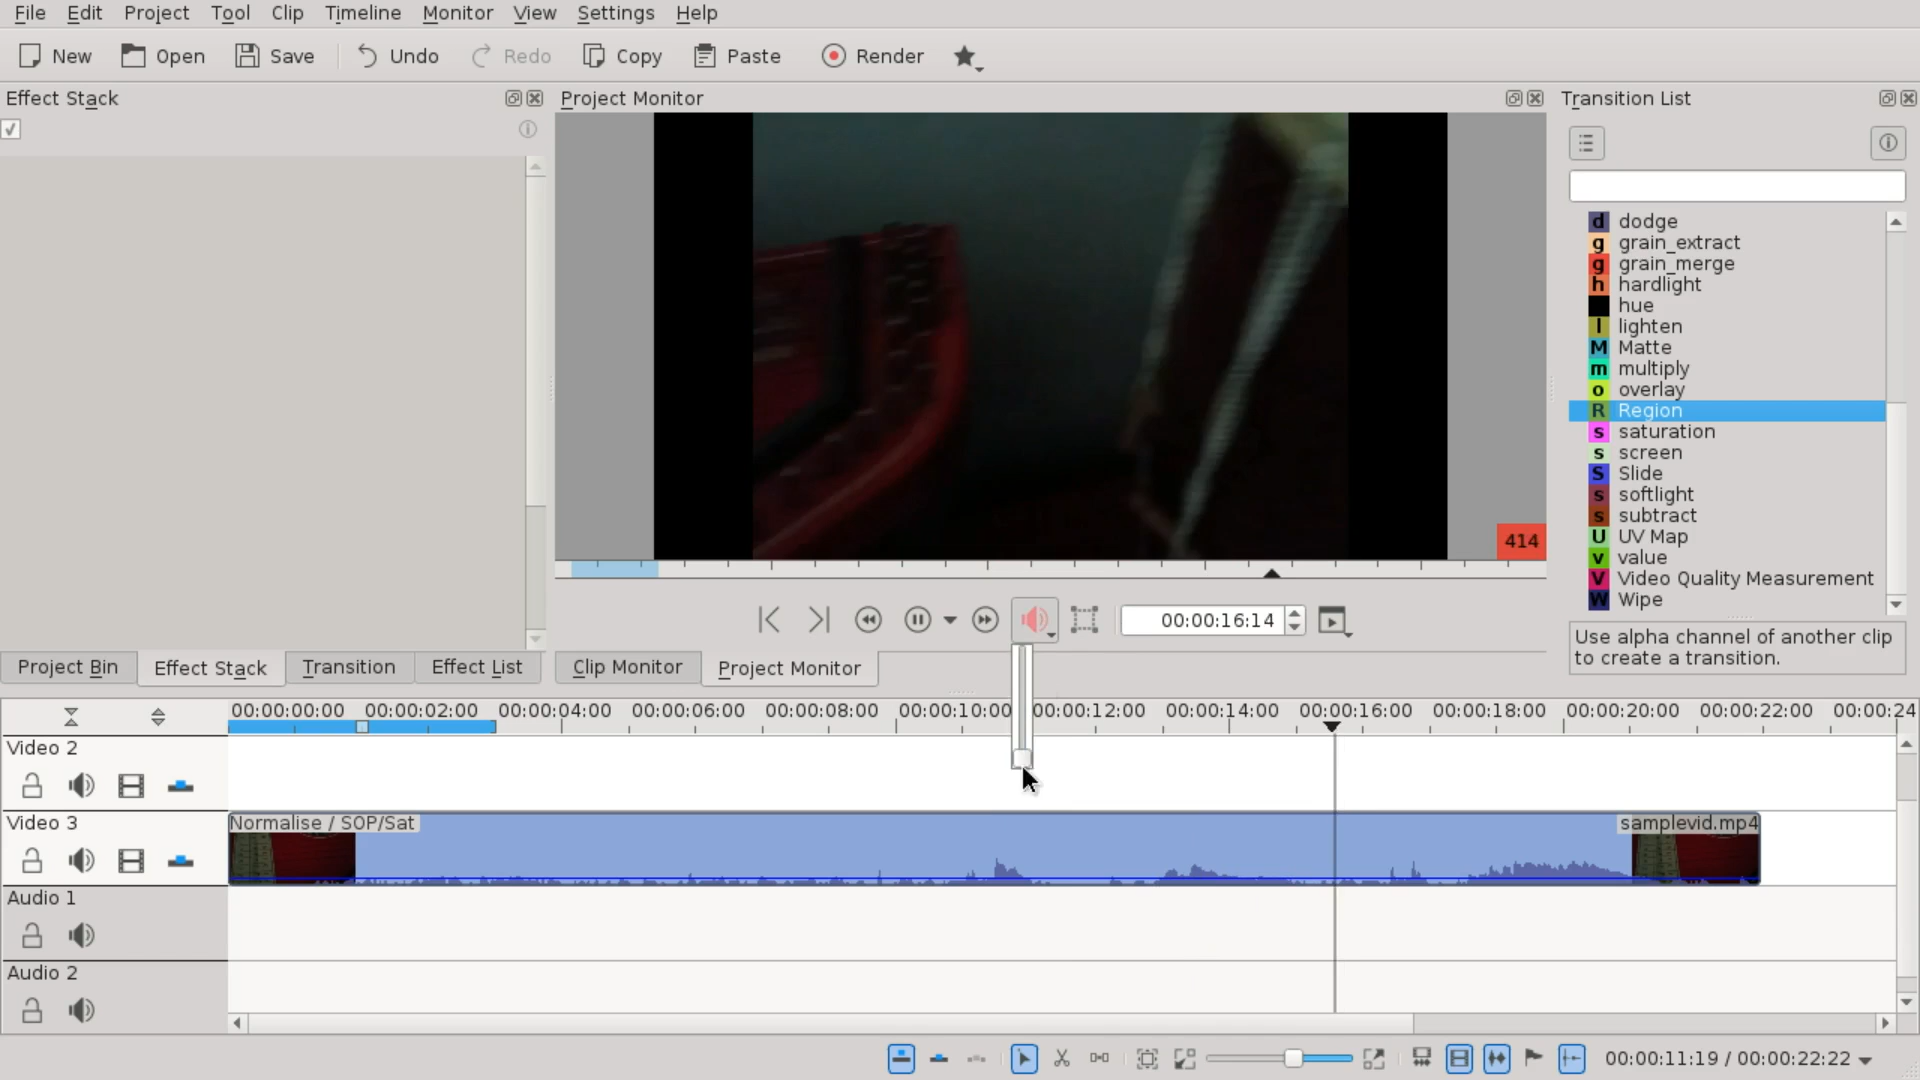 File Edit Project Tool Clip Timeline Monitor View Settings Help
New Open Save Undo Redo Copy Paste Render
Effect Stack
Project Monitor
414
00:00:16:14
Transition List
d dodge
g grain_extract
g grain_merge
h hardlight
hue
l lighten
M Matte
m multiply
o overlay
R Region
s saturation
s screen
S Slide
s softlight
s subtract
U UV Map
v value
V Video Quality Measurement
W Wipe
Use alpha channel of another clip
to create a transition.
Project Bin Effect Stack Transition Effect List Clip Monitor Project Monitor
00:00:00:00 00:00:02:00 00:00:04:00 00:00:06:00 00:00:08:00 00:00:10:00 00:00:12:00 00:00:14:00 00:00:16:00 00:00:18:00 00:00:20:00 00:00:22:00 00:00:24
Video 2
Video 3
Normalise / SOP/Sat samplevid.mp4
Audio 1
Audio 2
00:00:11:19 / 00:00:22:22